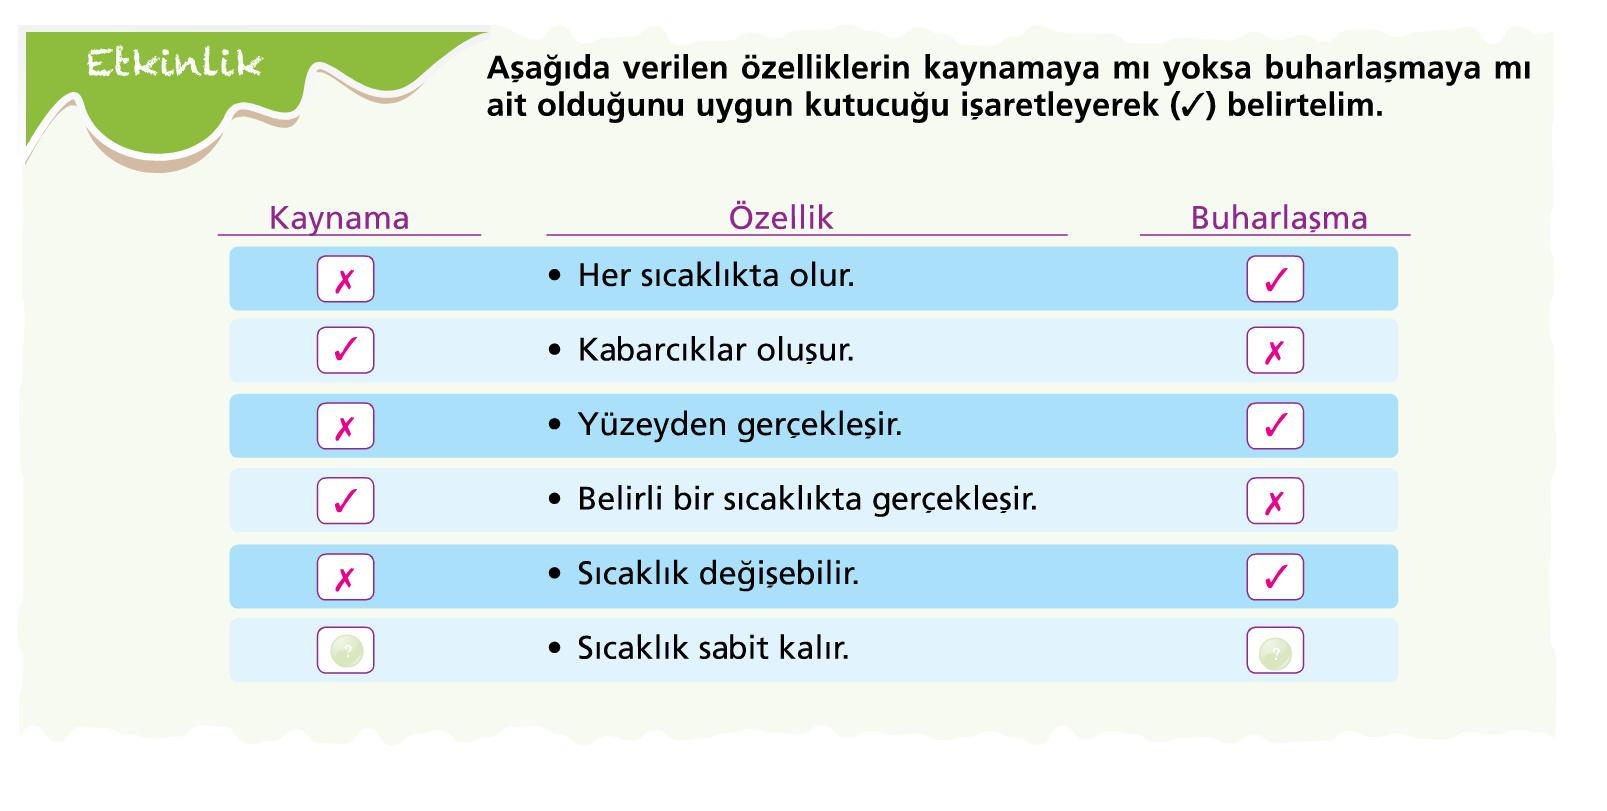 Etkinlik
Aşağıda verilen özelliklerin kaynamaya mı yoksa buharlaşmaya mı
ait olduğunu uygun kutucuğu işaretleyerek (✓) belirtelim.
Kaynama Özellik Buharlaşma
✗ • Her sıcaklıkta olur. ✓
✓ • Kabarcıklar oluşur. ✗
✗ • Yüzeyden gerçekleşir. ✓
✓ • Belirli bir sıcaklıkta gerçekleşir. ✗
✗ • Sıcaklık değişebilir. ✓
? • Sıcaklık sabit kalır. ?